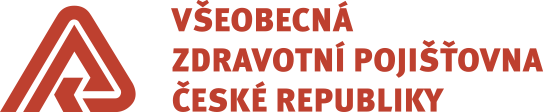 VŠEOBECNÁ
ZDRAVOTNÍ POJIŠŤOVNA
ČESKÉ REPUBLIKY